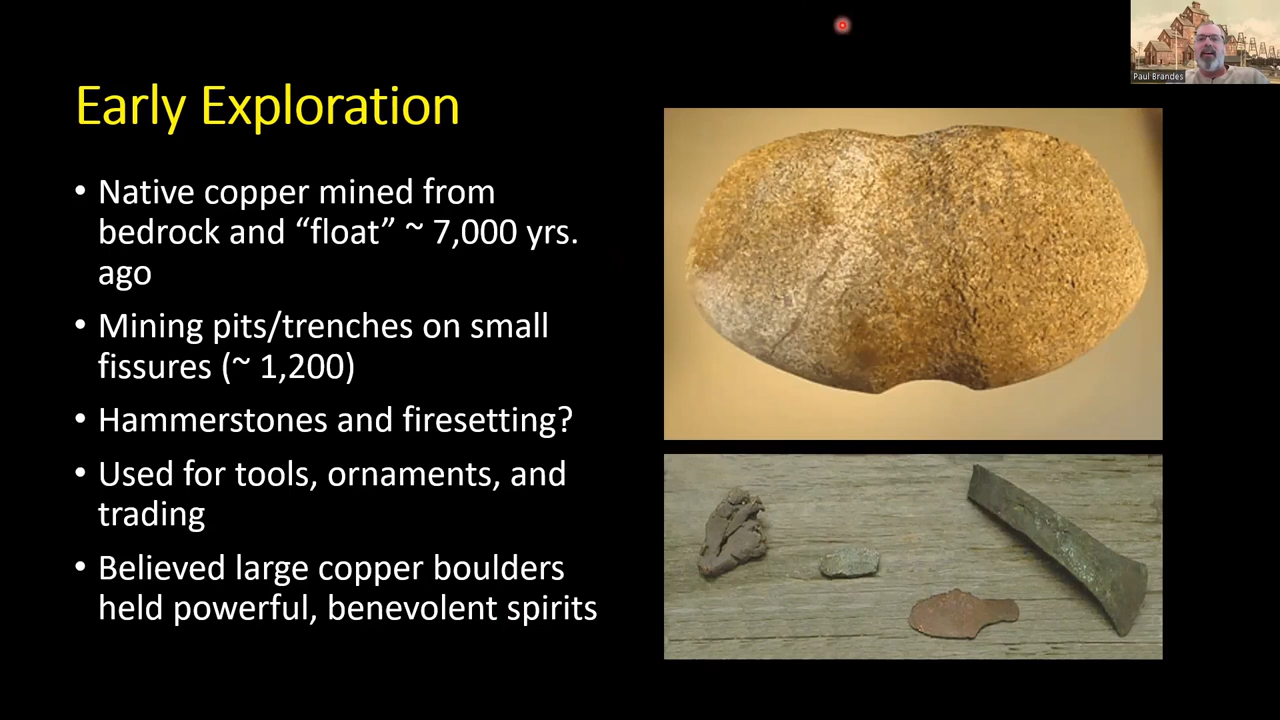 Paul Brandes
Early Exploration
• Native copper mined from
bedrock and “float” ~ 7,000 yrs.
ago
• Mining pits/trenches on small
fissures (~ 1,200)
• Hammerstones and firesetting?
• Used for tools, ornaments, and
trading
• Believed large copper boulders
held powerful, benevolent spirits